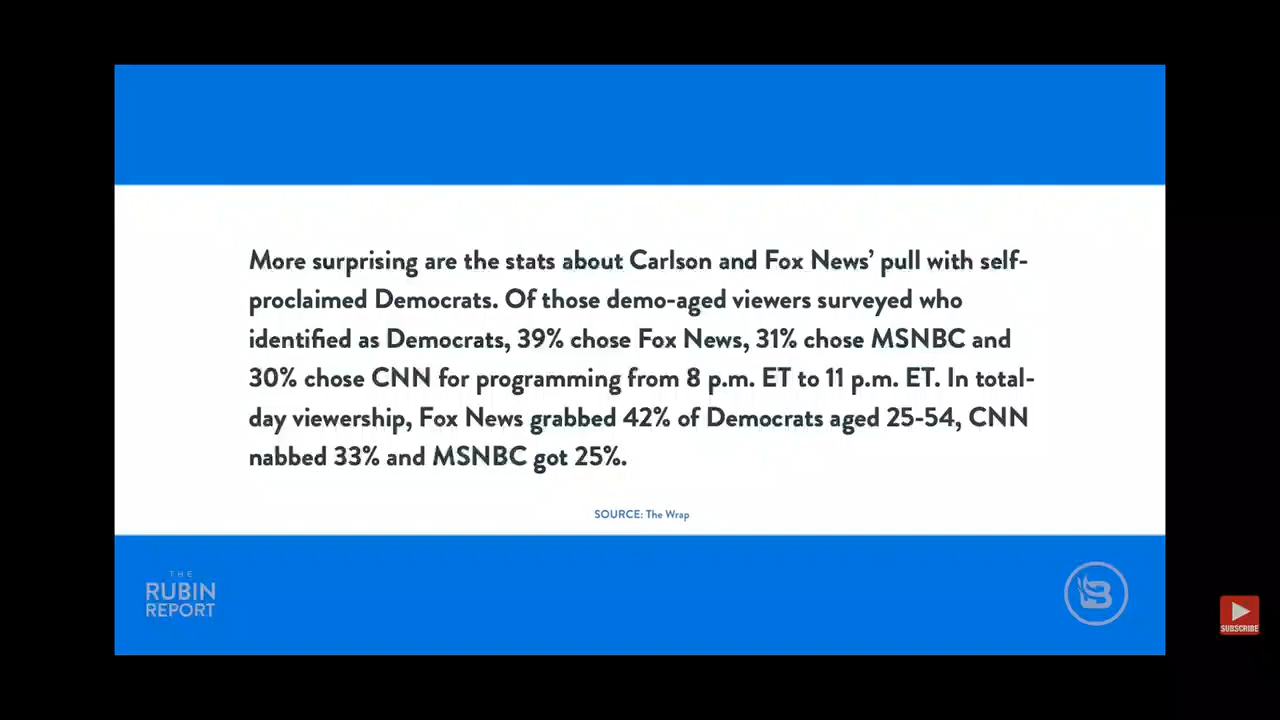 More surprising are the stats about Carlson and Fox News’ pull with self-
proclaimed Democrats. Of those demo-aged viewers surveyed who
identified as Democrats, 39% chose Fox News, 31% chose MSNBC and
30% chose CNN for programming from 8 p.m. ET to 11 p.m. ET. In total-
day viewership, Fox News grabbed 42% of Democrats aged 25-54, CNN
nabbed 33% and MSNBC got 25%.
SOURCE: The Wrap
THE
RUBIN
REPORT
B
SUBSCRIBE